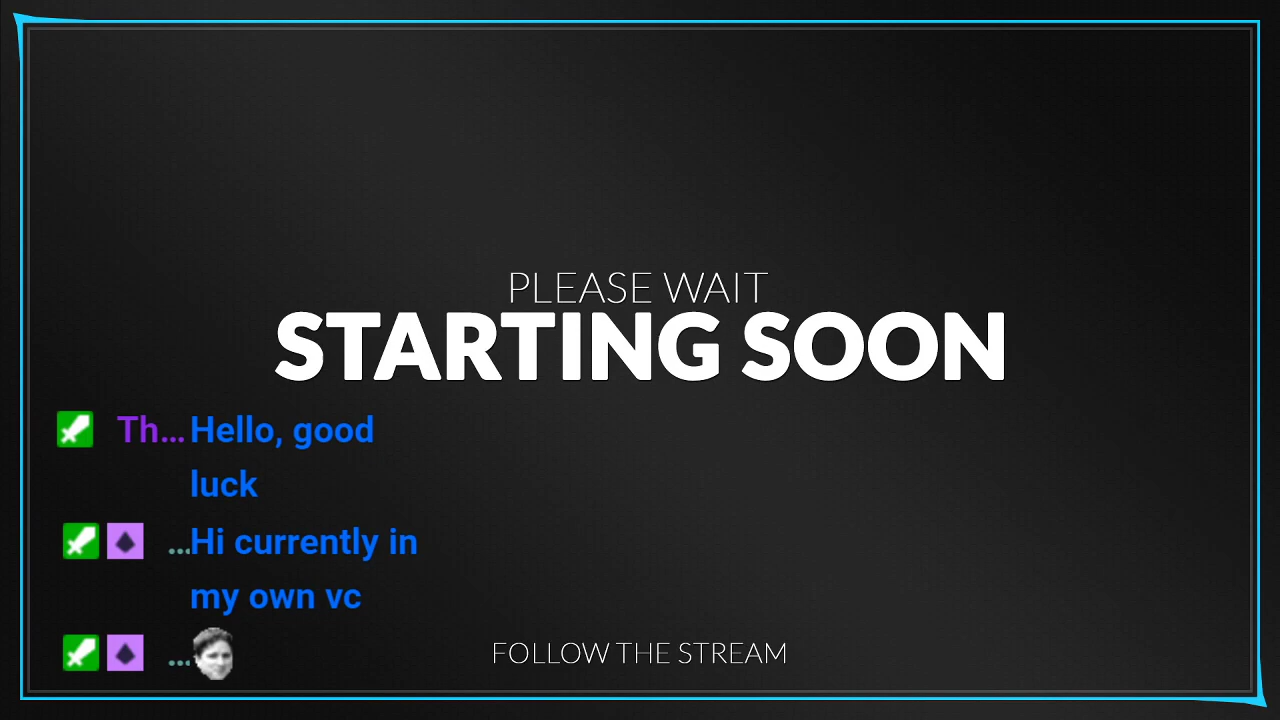 PLEASE WAIT
STARTING SOON
Th... Hello, good
luck
... Hi currently in
my own vc
...
FOLLOW THE STREAM